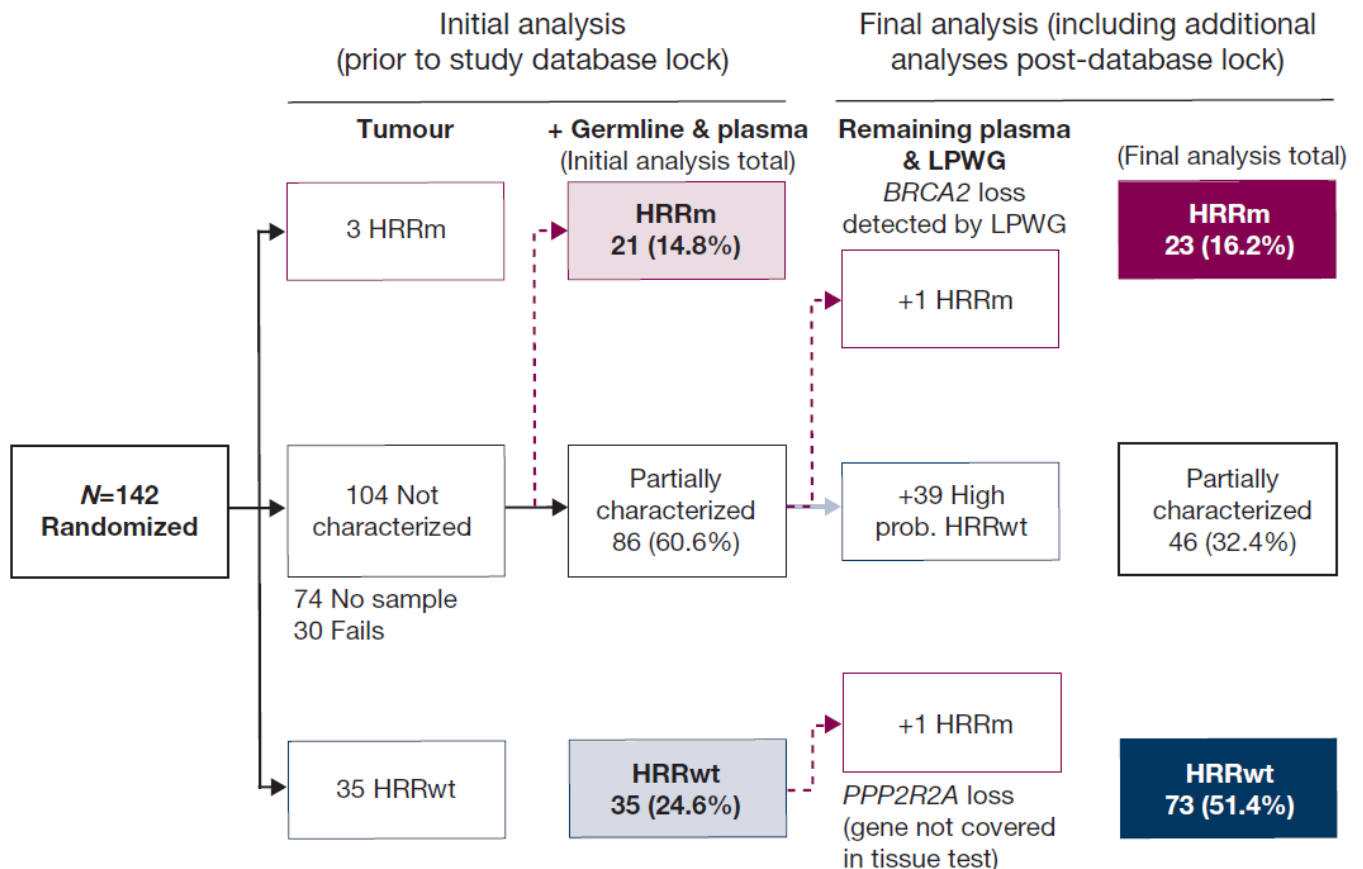 Initial analysis
(prior to study database lock)
Final analysis (including additional
analyses post-database lock)
Tumour
+ Germline & plasma
(Initial analysis total)
Remaining plasma
& LPWG
BRCA2 loss
detected by LPWG
(Final analysis total)
3 HRRm
HRRm
21 (14.8%)
+1 HRRm
HRRm
23 (16.2%)
N=142
Randomized
104 Not
characterized
74 No sample
30 Fails
Partially
characterized
86 (60.6%)
+39 High
prob. HRRwt
Partially
characterized
46 (32.4%)
35 HRRwt
HRRwt
35 (24.6%)
+1 HRRm
PPP2R2A loss
(gene not covered
in tissue test)
HRRwt
73 (51.4%)